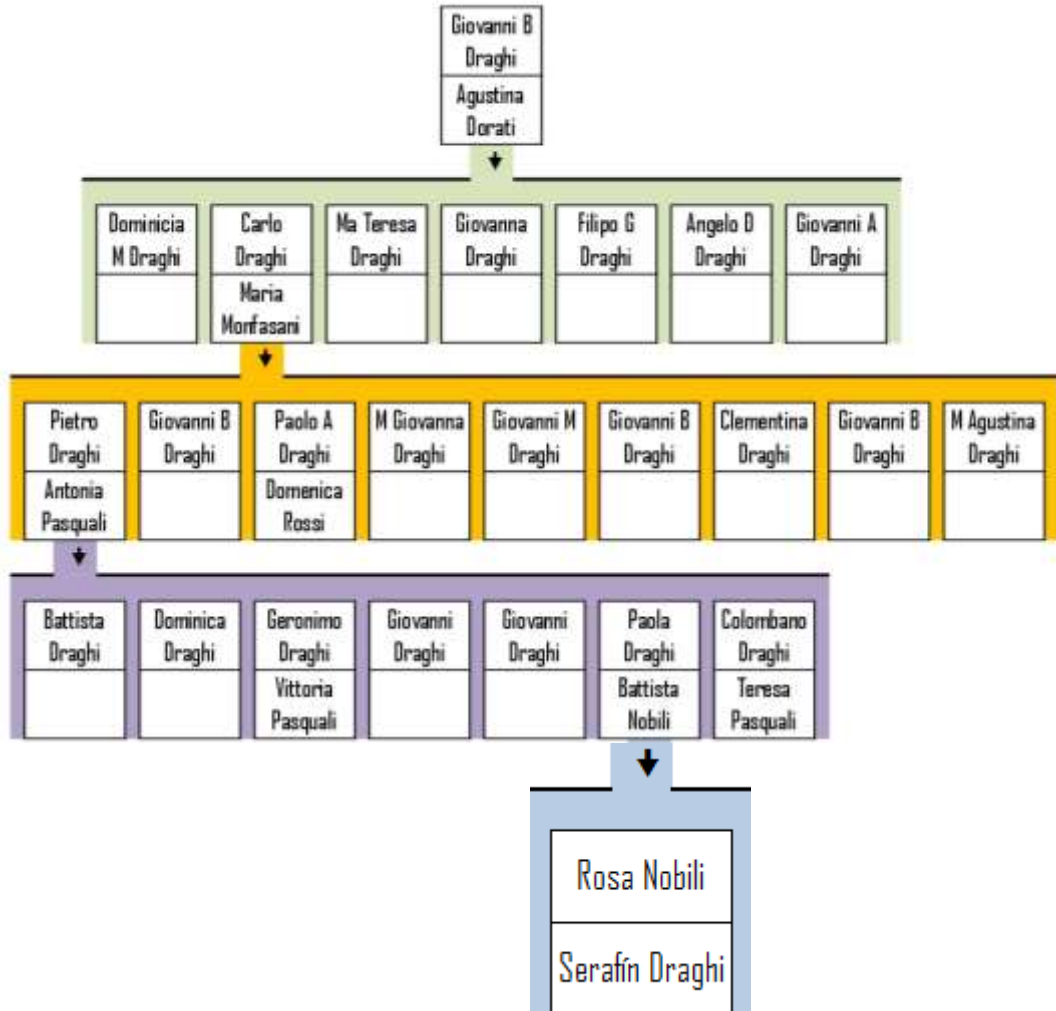 Giovanni B
Draghi
Agustina
Dorati
Dominicia
M Draghi
Carlo
Draghi
Maria
Monfasani
Ma Teresa
Draghi
Giovanna
Draghi
Filipo G
Draghi
Angelo D
Draghi
Giovanni A
Draghi
Pietro
Draghi
Antonia
Pasquali
Giovanni B
Draghi
Paolo A
Draghi
Domenica
Rossi
M Giovanna
Draghi
Giovanni M
Draghi
Giovanni B
Draghi
Clementina
Draghi
Giovanni B
Draghi
M Agustina
Draghi
Battista
Draghi
Dominica
Draghi
Geronimo
Draghi
Vittoria
Pasquali
Giovanni
Draghi
Giovanni
Draghi
Paola
Draghi
Battista
Nobili
Colombano
Draghi
Teresa
Pasquali
Rosa Nobili
Serafín Draghi